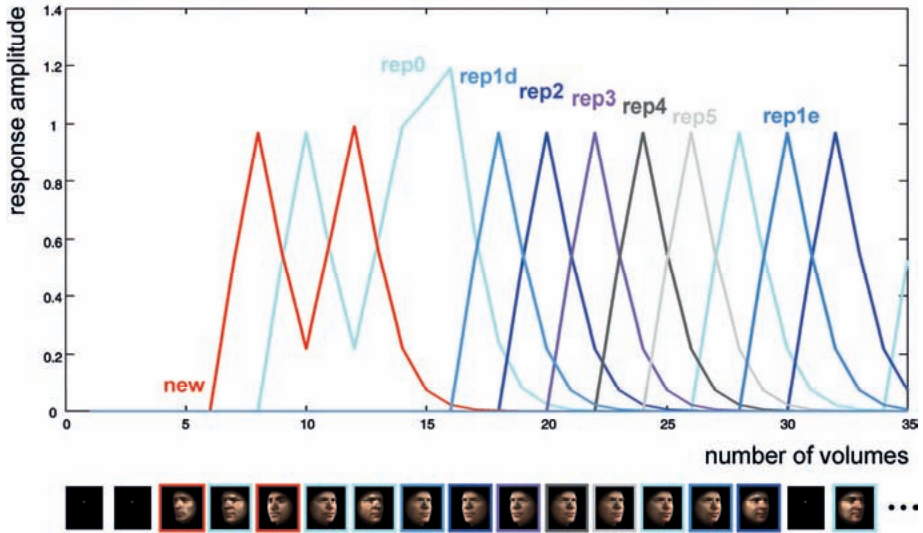 response amplitude
1.4
1.2
1
0.8
0.6
0.4
0.2
0
rep0
rep1d
rep2
rep3
rep4
rep5
rep1e
new
0 5 10 15 20 25 30 35
number of volumes
...